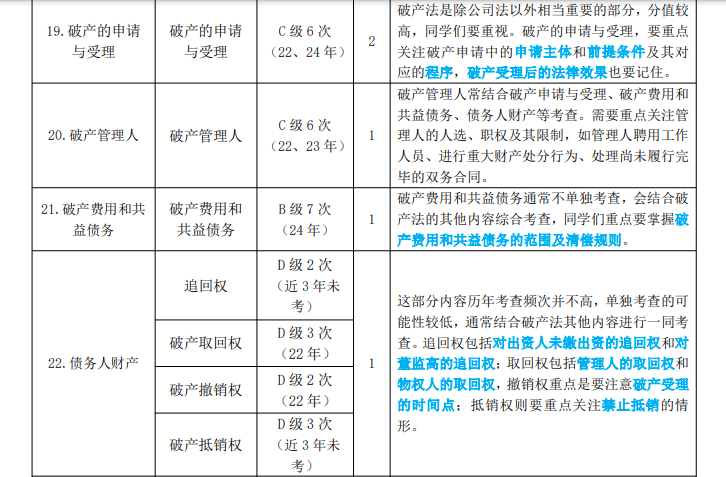 19.破产的申请
与受理
破产的申请
与受理
C 级 6 次
（22、24 年）
2
破产法是除公司法以外相当重要的部分，分值较
高，同学们要重视。破产的申请与受理，要重点
关注破产申请中的申请主体和前提条件及其对
应的程序，破产受理后的法律效果也要记住。
20.破产管理人
破产管理人
C 级 6 次
（22、23 年）
1
破产管理人常结合破产申请与受理、破产费用和
共益债务、债务人财产等考查。需要重点关注管
理人的人选、职权及其限制，如管理人聘用工作
人员、进行重大财产处分行为、处理尚未履行完
毕的双务合同。
21.破产费用和共
益债务
破产费用和
共益债务
B 级 7 次
（24 年）
1
破产费用和共益债务通常不单独考查，会结合破
产法的其他内容综合考查，同学们重点要掌握破
产费用和共益债务的范围及清偿规则。
22.债务人财产
追回权
D 级 2 次
（近 3 年未
考）
破产取回权
D 级 3 次
（22 年）
破产撤销权
D 级 2 次
（22 年）
破产抵销权
D 级 3 次
（近 3 年未
考）
1
这部分内容历年考查频次并不高，单独考查的可
能性较低，通常结合破产法其他内容进行一同考
查。追回权包括对出资人未缴出资的追回权和对
董监高的追回权；取回权包括管理人的取回权和
物权人的取回权，撤销权重点是要注意破产受理
的时间点；抵销权则要重点关注禁止抵销的情
形。